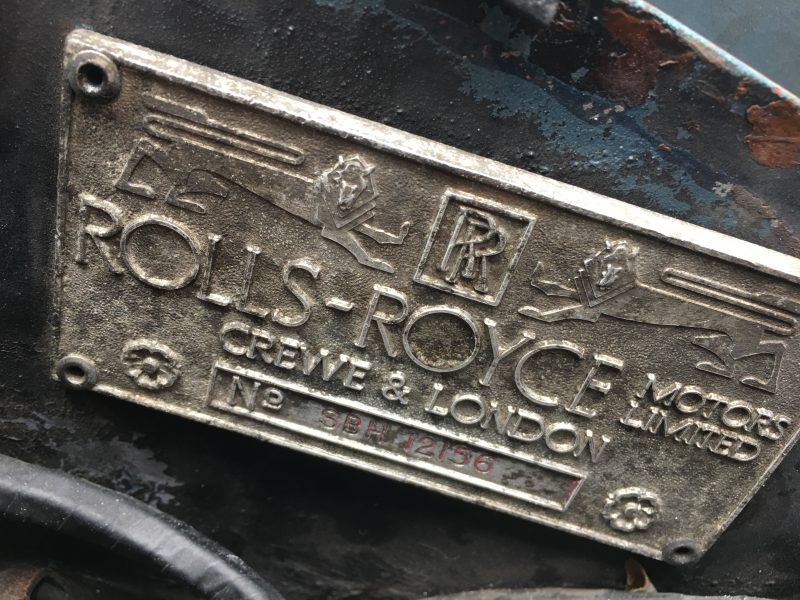 RR
ROLLS-ROYCE MOTORS LIMITED
CREWE & LONDON
No SBH 12156